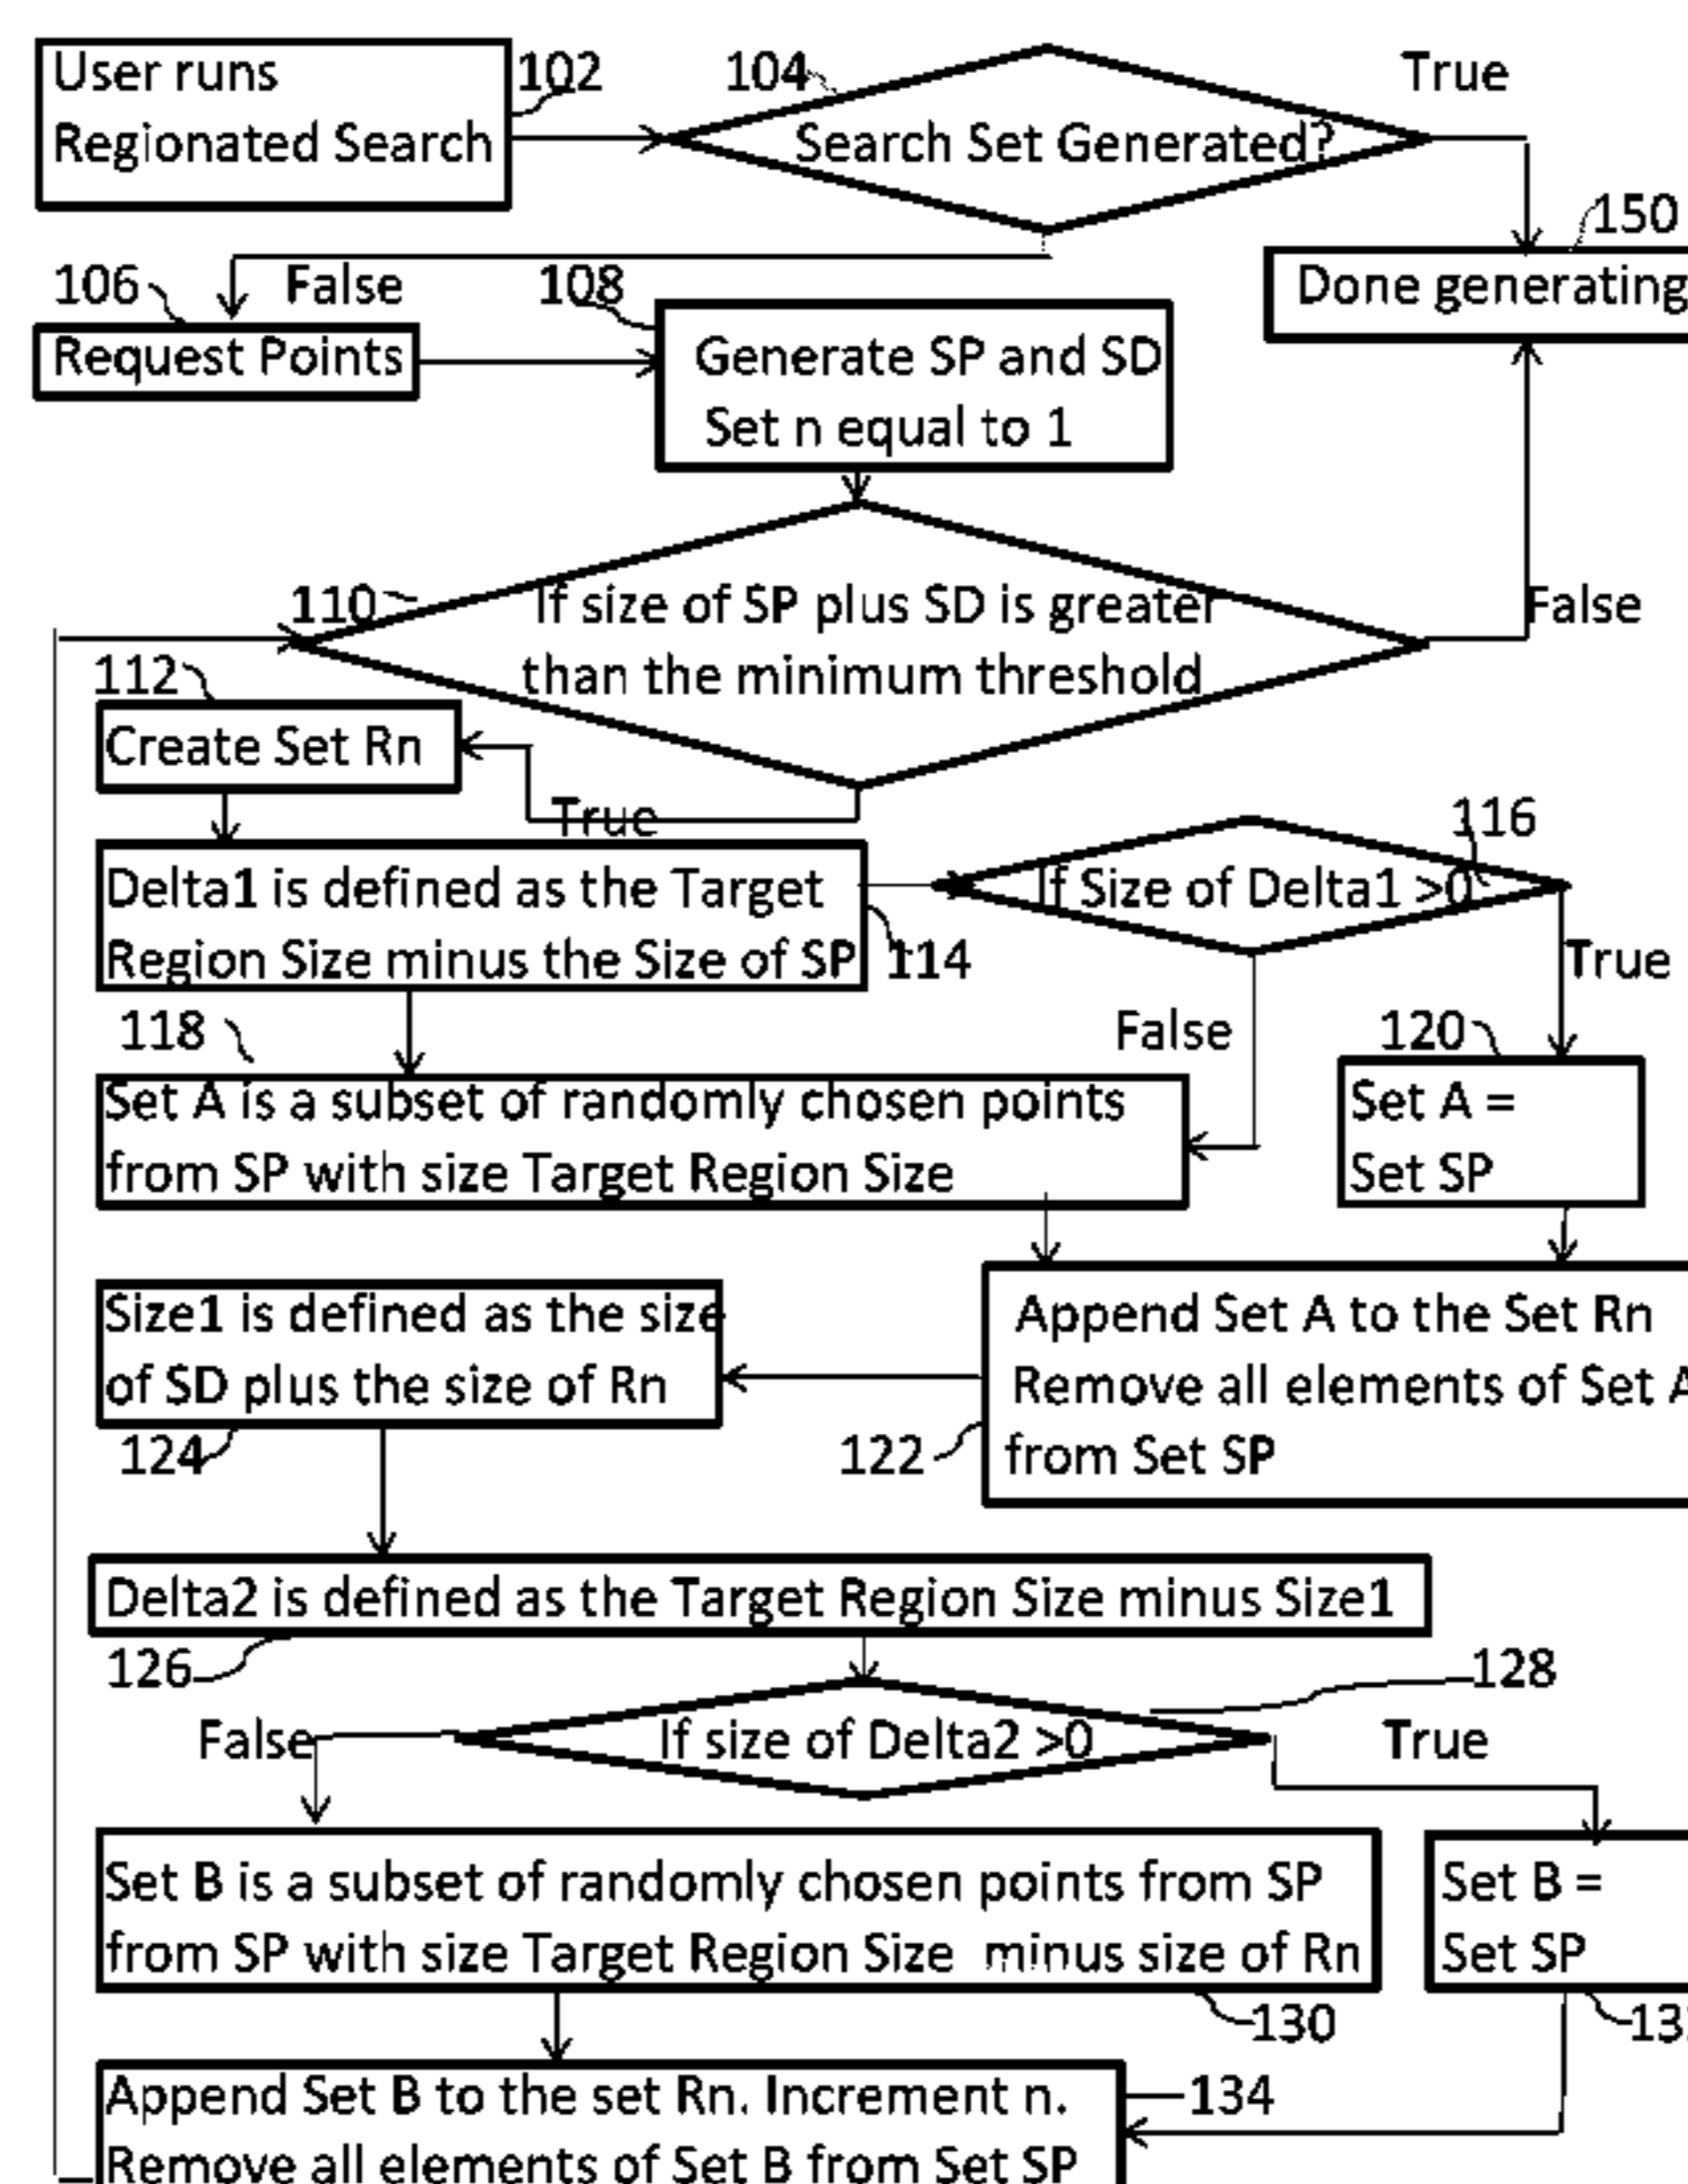 User runs
Regionated Search
102
104
Search Set Generated?
True
150
Done generating
106
False
Request Points
108
Generate SP and SD
Set n equal to 1
110
If size of SP plus SD is greater
than the minimum threshold
False
112
Create Set Rn
True
Delta1 is defined as the Target
Region Size minus the Size of SP
114
116
If Size of Delta1 >0
True
False
118
Set A is a subset of randomly chosen points
from SP with size Target Region Size
120
Set A =
Set SP
Append Set A to the Set Rn
Remove all elements of Set A
from Set SP
122
Size1 is defined as the size
of SD plus the size of Rn
124
Delta2 is defined as the Target Region Size minus Size1
126
128
If size of Delta2 >0
False
True
Set B is a subset of randomly chosen points from SP
from SP with size Target Region Size minus size of Rn
130
Set B =
Set SP
Append Set B to the set Rn. Increment n.
Remove all elements of Set B from Set SP
134